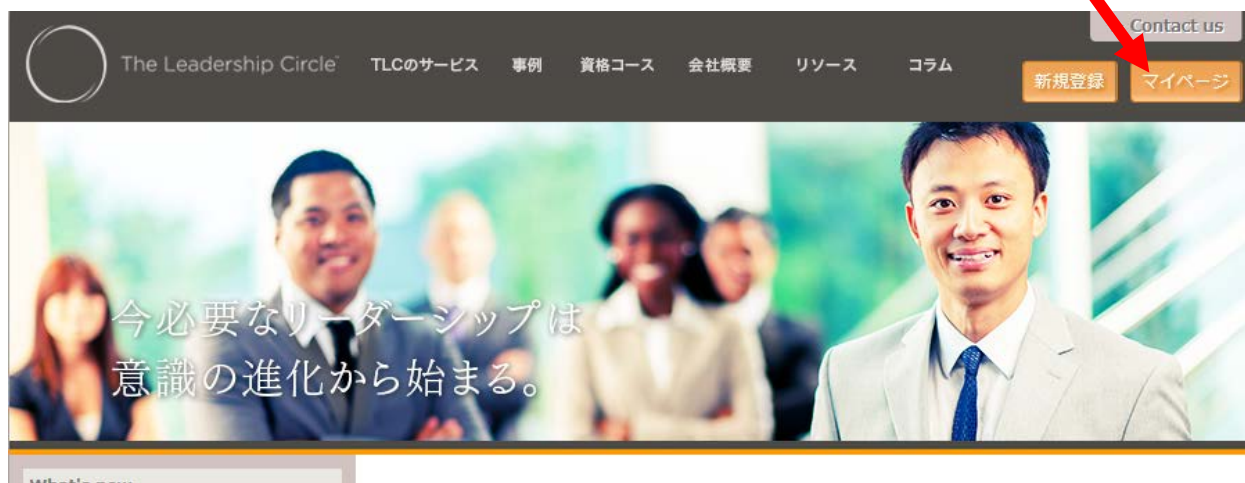 Contact us
The Leadership Circle™
TLCのサービス 事例 資格コース 会社概要 リソース コラム
新規登録 マイページ
今必要なリーダーシップは
意識の進化から始まる。
What's new